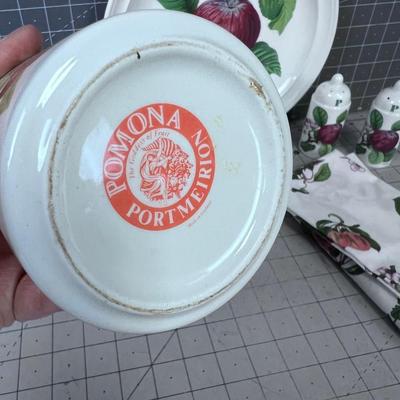 POMONA
The Goddess of Fruit
PORTMEIRION
P
P